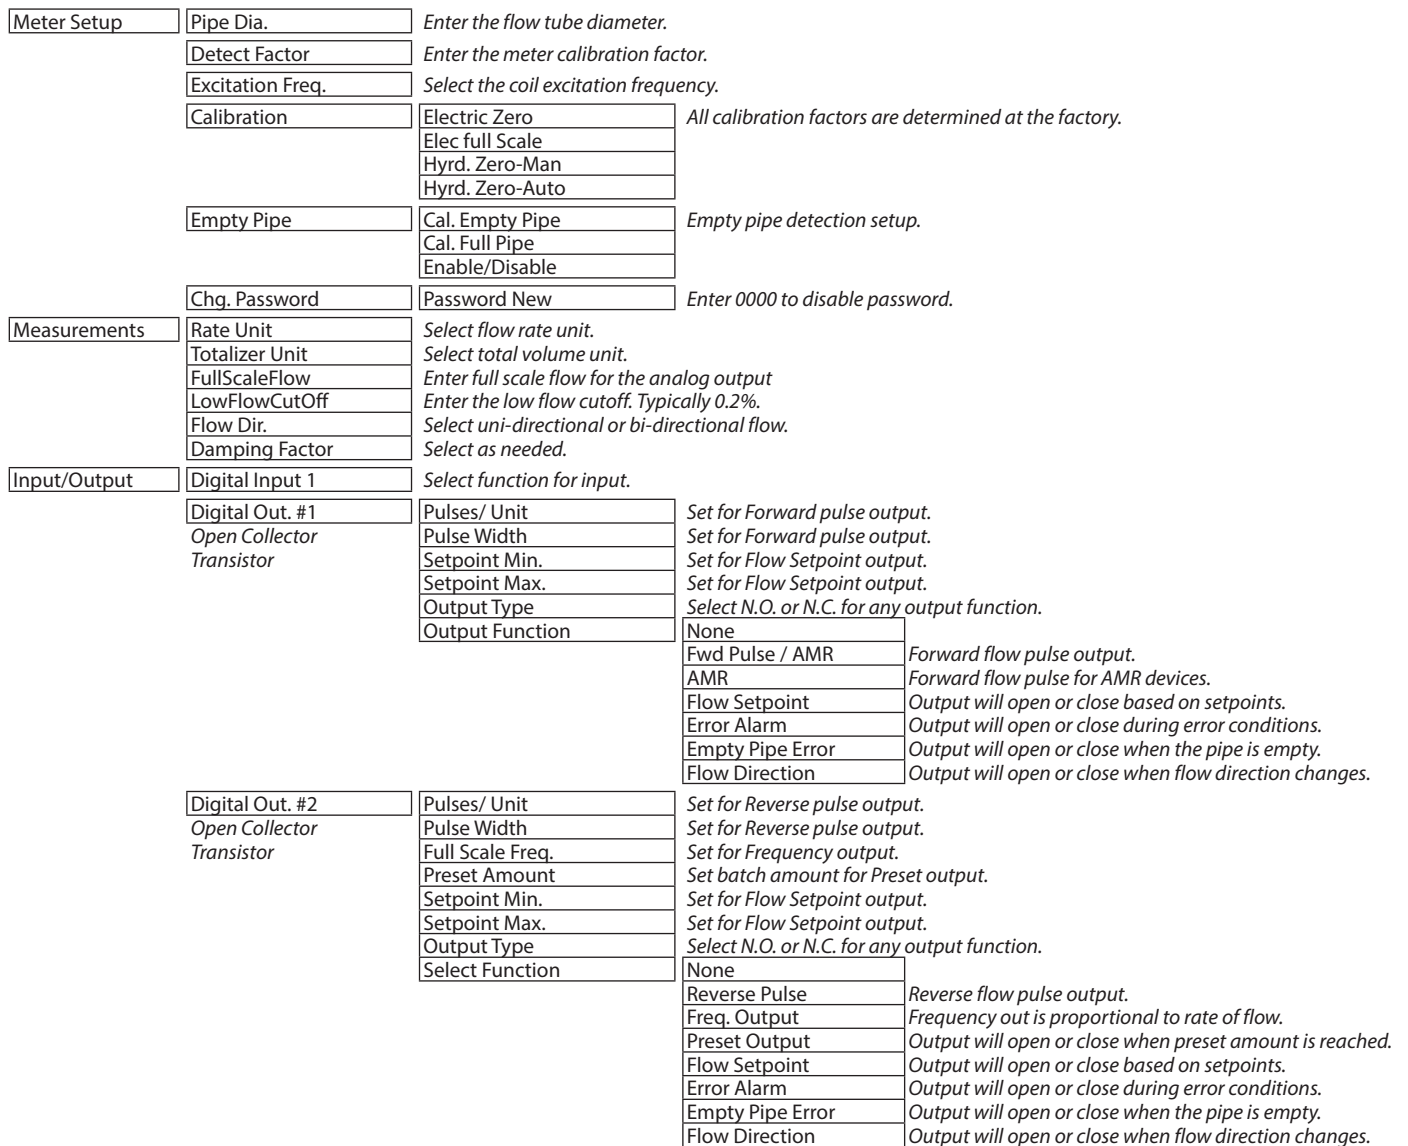 Meter Setup Pipe Dia. Enter the flow tube diameter.
Detect Factor Enter the meter calibration factor.
Excitation Freq. Select the coil excitation frequency.
Calibration Electric Zero All calibration factors are determined at the factory.
Elec full Scale
Hyrd. Zero-Man
Hyrd. Zero-Auto
Empty Pipe Cal. Empty Pipe Empty pipe detection setup.
Cal. Full Pipe
Enable/Disable
Chg. Password Password New Enter 0000 to disable password.
Measurements Rate Unit Select flow rate unit.
Totalizer Unit Select total volume unit.
FullScaleFlow Enter full scale flow for the analog output
LowFlowCutOff Enter the low flow cutoff. Typically 0.2%.
Flow Dir. Select uni-directional or bi-directional flow.
Damping Factor Select as needed.
Input/Output Digital Input 1 Select function for input.
Digital Out. #1 Pulses/ Unit Set for Forward pulse output.
Open Collector Pulse Width Set for Forward pulse output.
Transistor Setpoint Min. Set for Flow Setpoint output.
Setpoint Max. Set for Flow Setpoint output.
Output Type Select N.O. or N.C. for any output function.
Output Function None
Fwd Pulse / AMR Forward flow pulse output.
AMR Forward flow pulse for AMR devices.
Flow Setpoint Output will open or close based on setpoints.
Error Alarm Output will open or close during error conditions.
Empty Pipe Error Output will open or close when the pipe is empty.
Flow Direction Output will open or close when flow direction changes.
Digital Out. #2 Pulses/ Unit Set for Reverse pulse output.
Open Collector Pulse Width Set for Reverse pulse output.
Transistor Full Scale Freq. Set for Frequency output.
Preset Amount Set batch amount for Preset output.
Setpoint Min. Set for Flow Setpoint output.
Setpoint Max. Set for Flow Setpoint output.
Output Type Select N.O. or N.C. for any output function.
Select Function None
Reverse Pulse Reverse flow pulse output.
Freq. Output Frequency out is proportional to rate of flow.
Preset Output Output will open or close when preset amount is reached.
Flow Setpoint Output will open or close based on setpoints.
Error Alarm Output will open or close during error conditions.
Empty Pipe Error Output will open or close when the pipe is empty.
Flow Direction Output will open or close when flow direction changes.